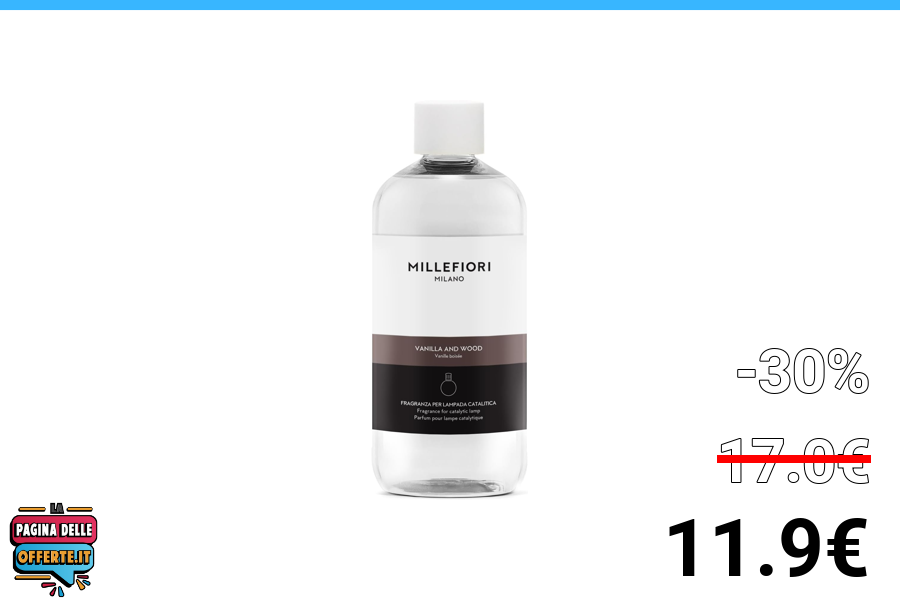 MILLEFIORI
MILANO
VANILLA AND WOOD
Vanille boisée
FRAGRANZA PER LAMPADA CATALITICA
Fragrance for catalytic lamp
Parfum pour lampe catalytique
-30%
17.0€
11.9€
LA
PAGINA DELLE
OFFERTE.IT